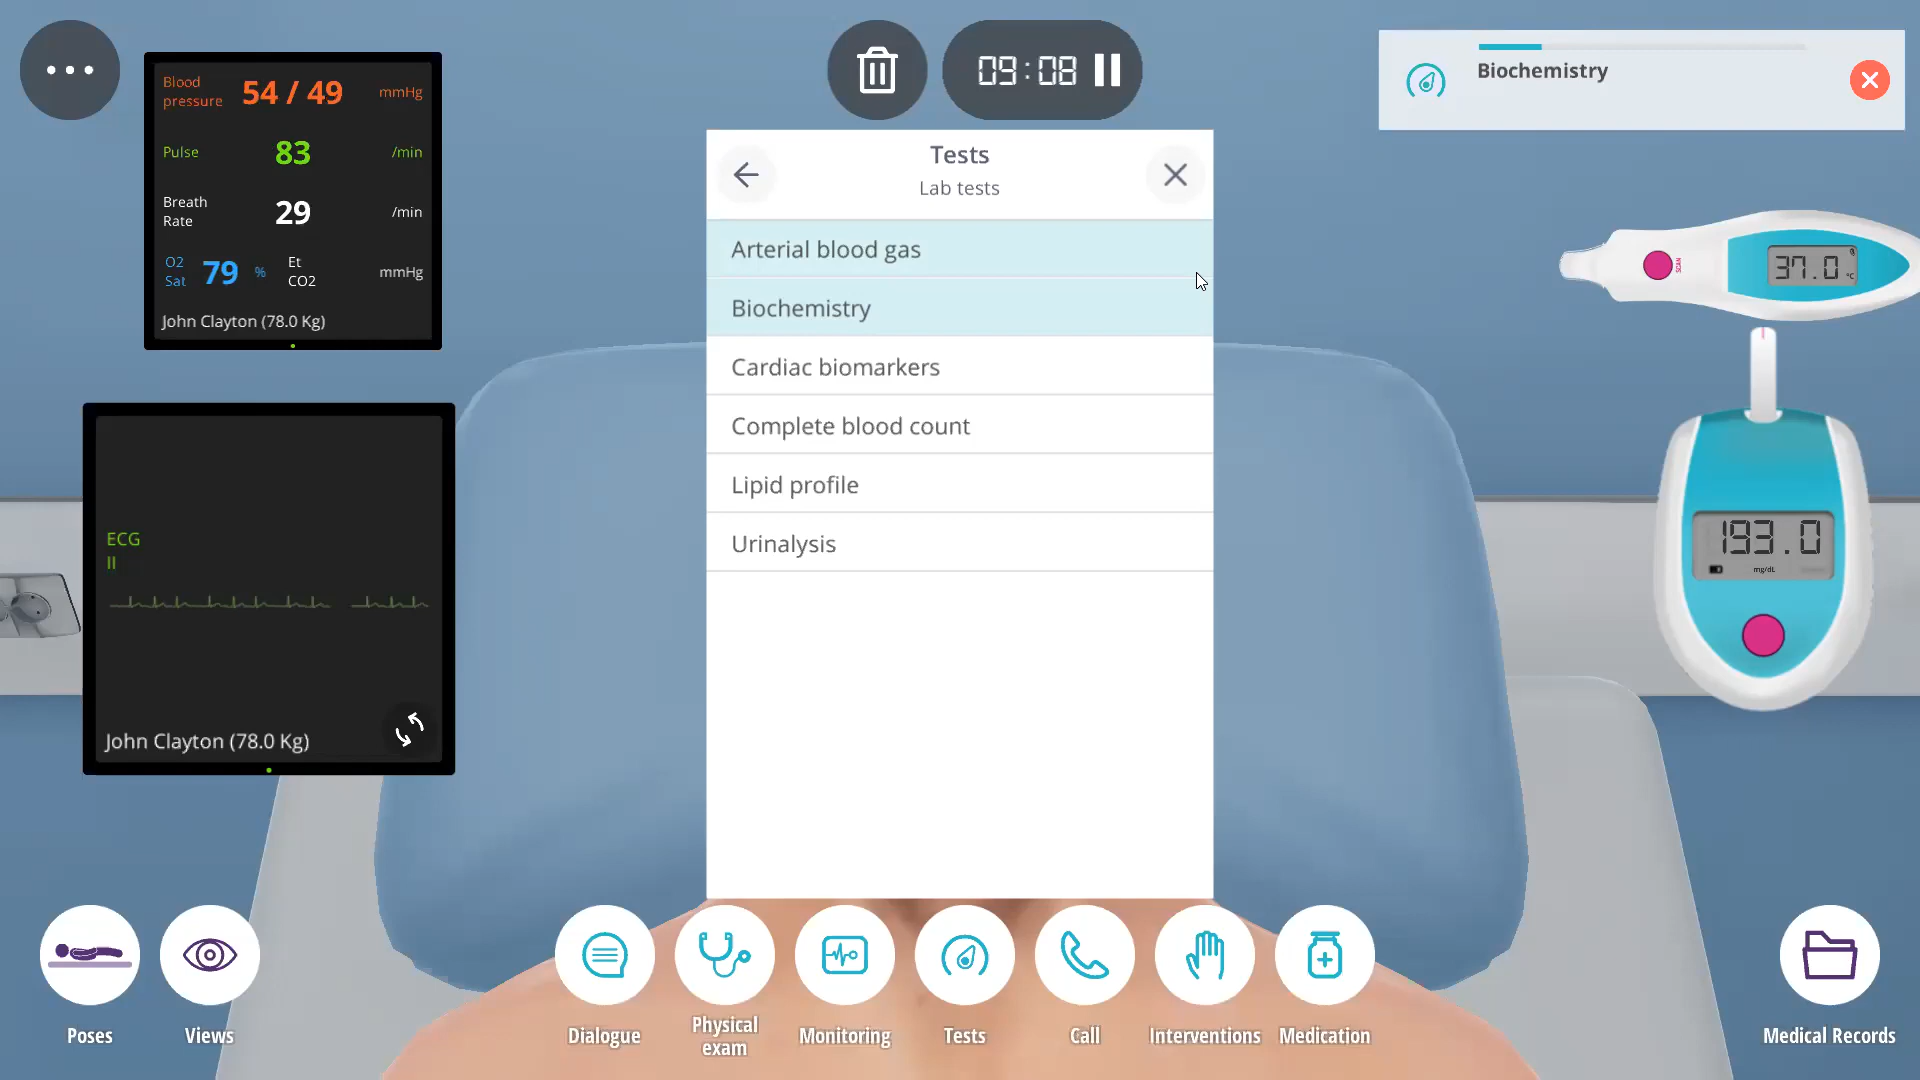 Blood
pressure
54 / 49
mmHg
Pulse
83
/min
Breath
Rate
29
/min
O2
Sat
79
%
Et
CO2
mmHg
John Clayton (78.0 Kg)
09:08
Biochemistry
Tests
Lab tests
Arterial blood gas
Biochemistry
Cardiac biomarkers
Complete blood count
Lipid profile
Urinalysis
SCAN
37.0
°C
193.0
mg/dL
ECG
II
John Clayton (78.0 Kg)
Poses
Views
Dialogue
Physical
exam
Monitoring
Tests
Call
Interventions
Medication
Medical Records